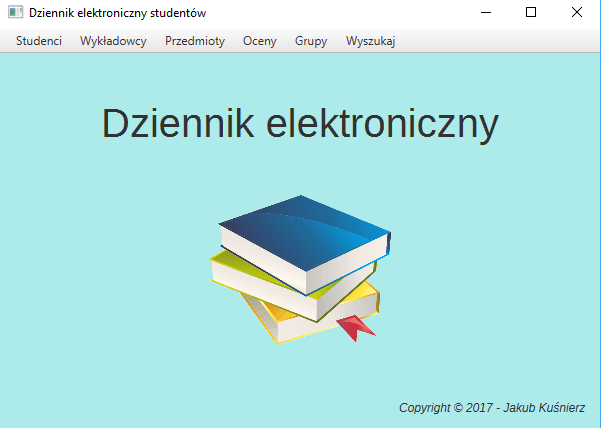 Dziennik elektroniczny studentów
Studenci Wykładowcy Przedmioty Oceny Grupy Wyszukaj
Dziennik elektroniczny
Copyright © 2017 - Jakub Kuśnierz